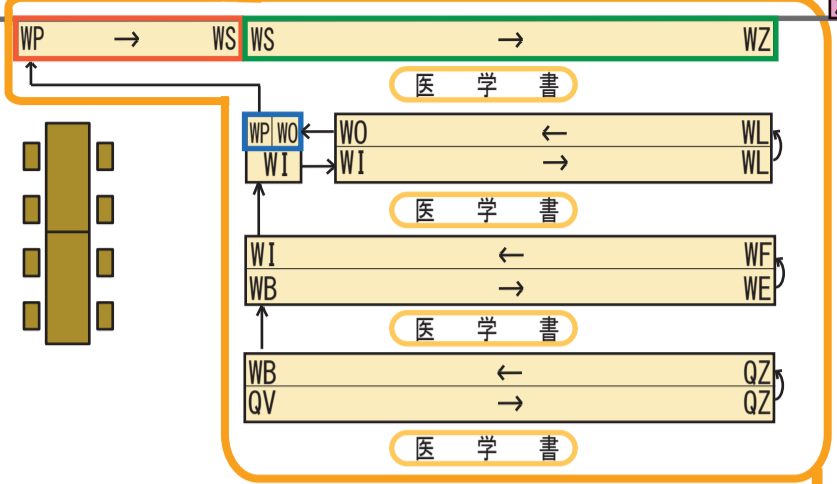 WP → WS WS → WZ
医 学 書
WP WO WO ← WL
WI WI → WL
医 学 書
WI ← WF
WB → WE
医 学 書
WB ← QZ
QV → QZ
医 学 書